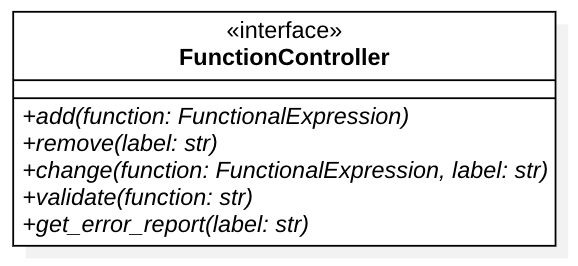 «interface»
FunctionController
+add(function: FunctionalExpression)
+remove(label: str)
+change(function: FunctionalExpression, label: str)
+validate(function: str)
+get_error_report(label: str)